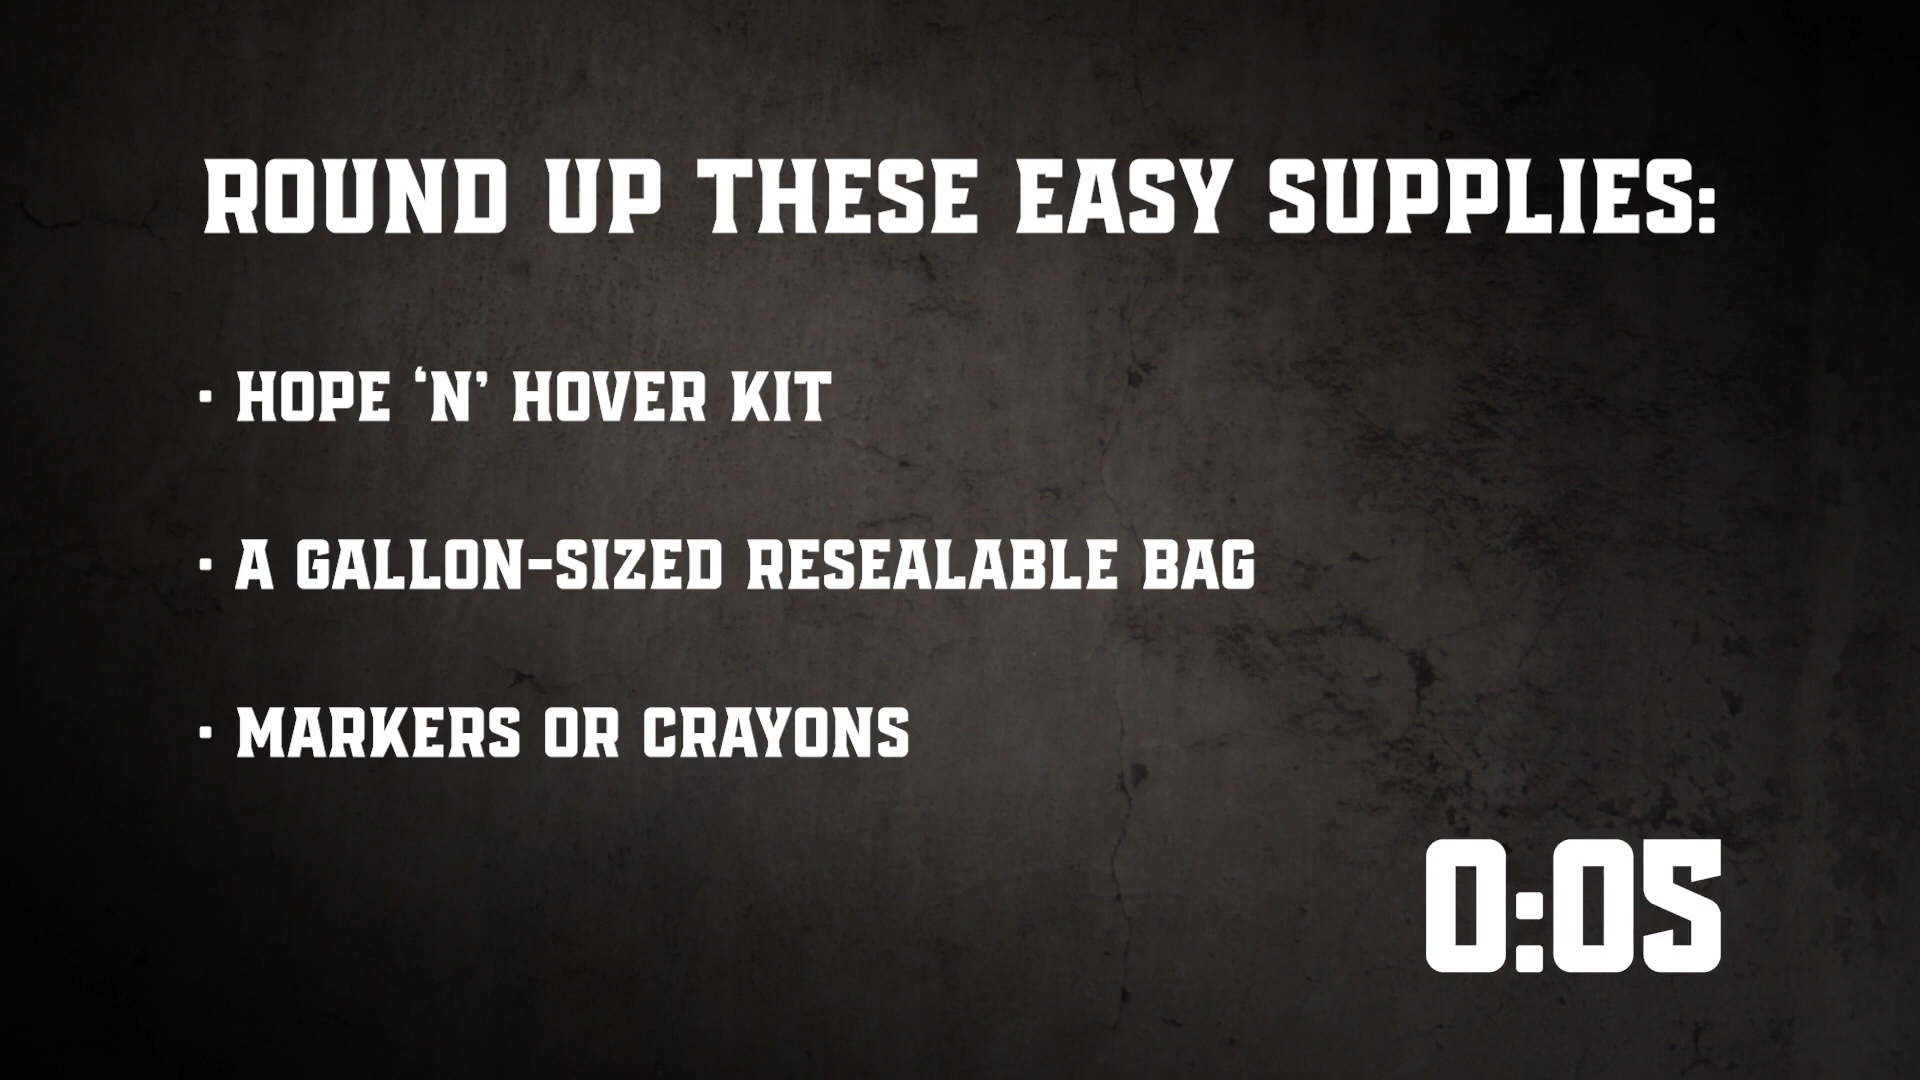 ROUND UP THESE EASY SUPPLIES:
· HOPE ‘N’ HOVER KIT
· A GALLON-SIZED RESEALABLE BAG
· MARKERS OR CRAYONS
0:05